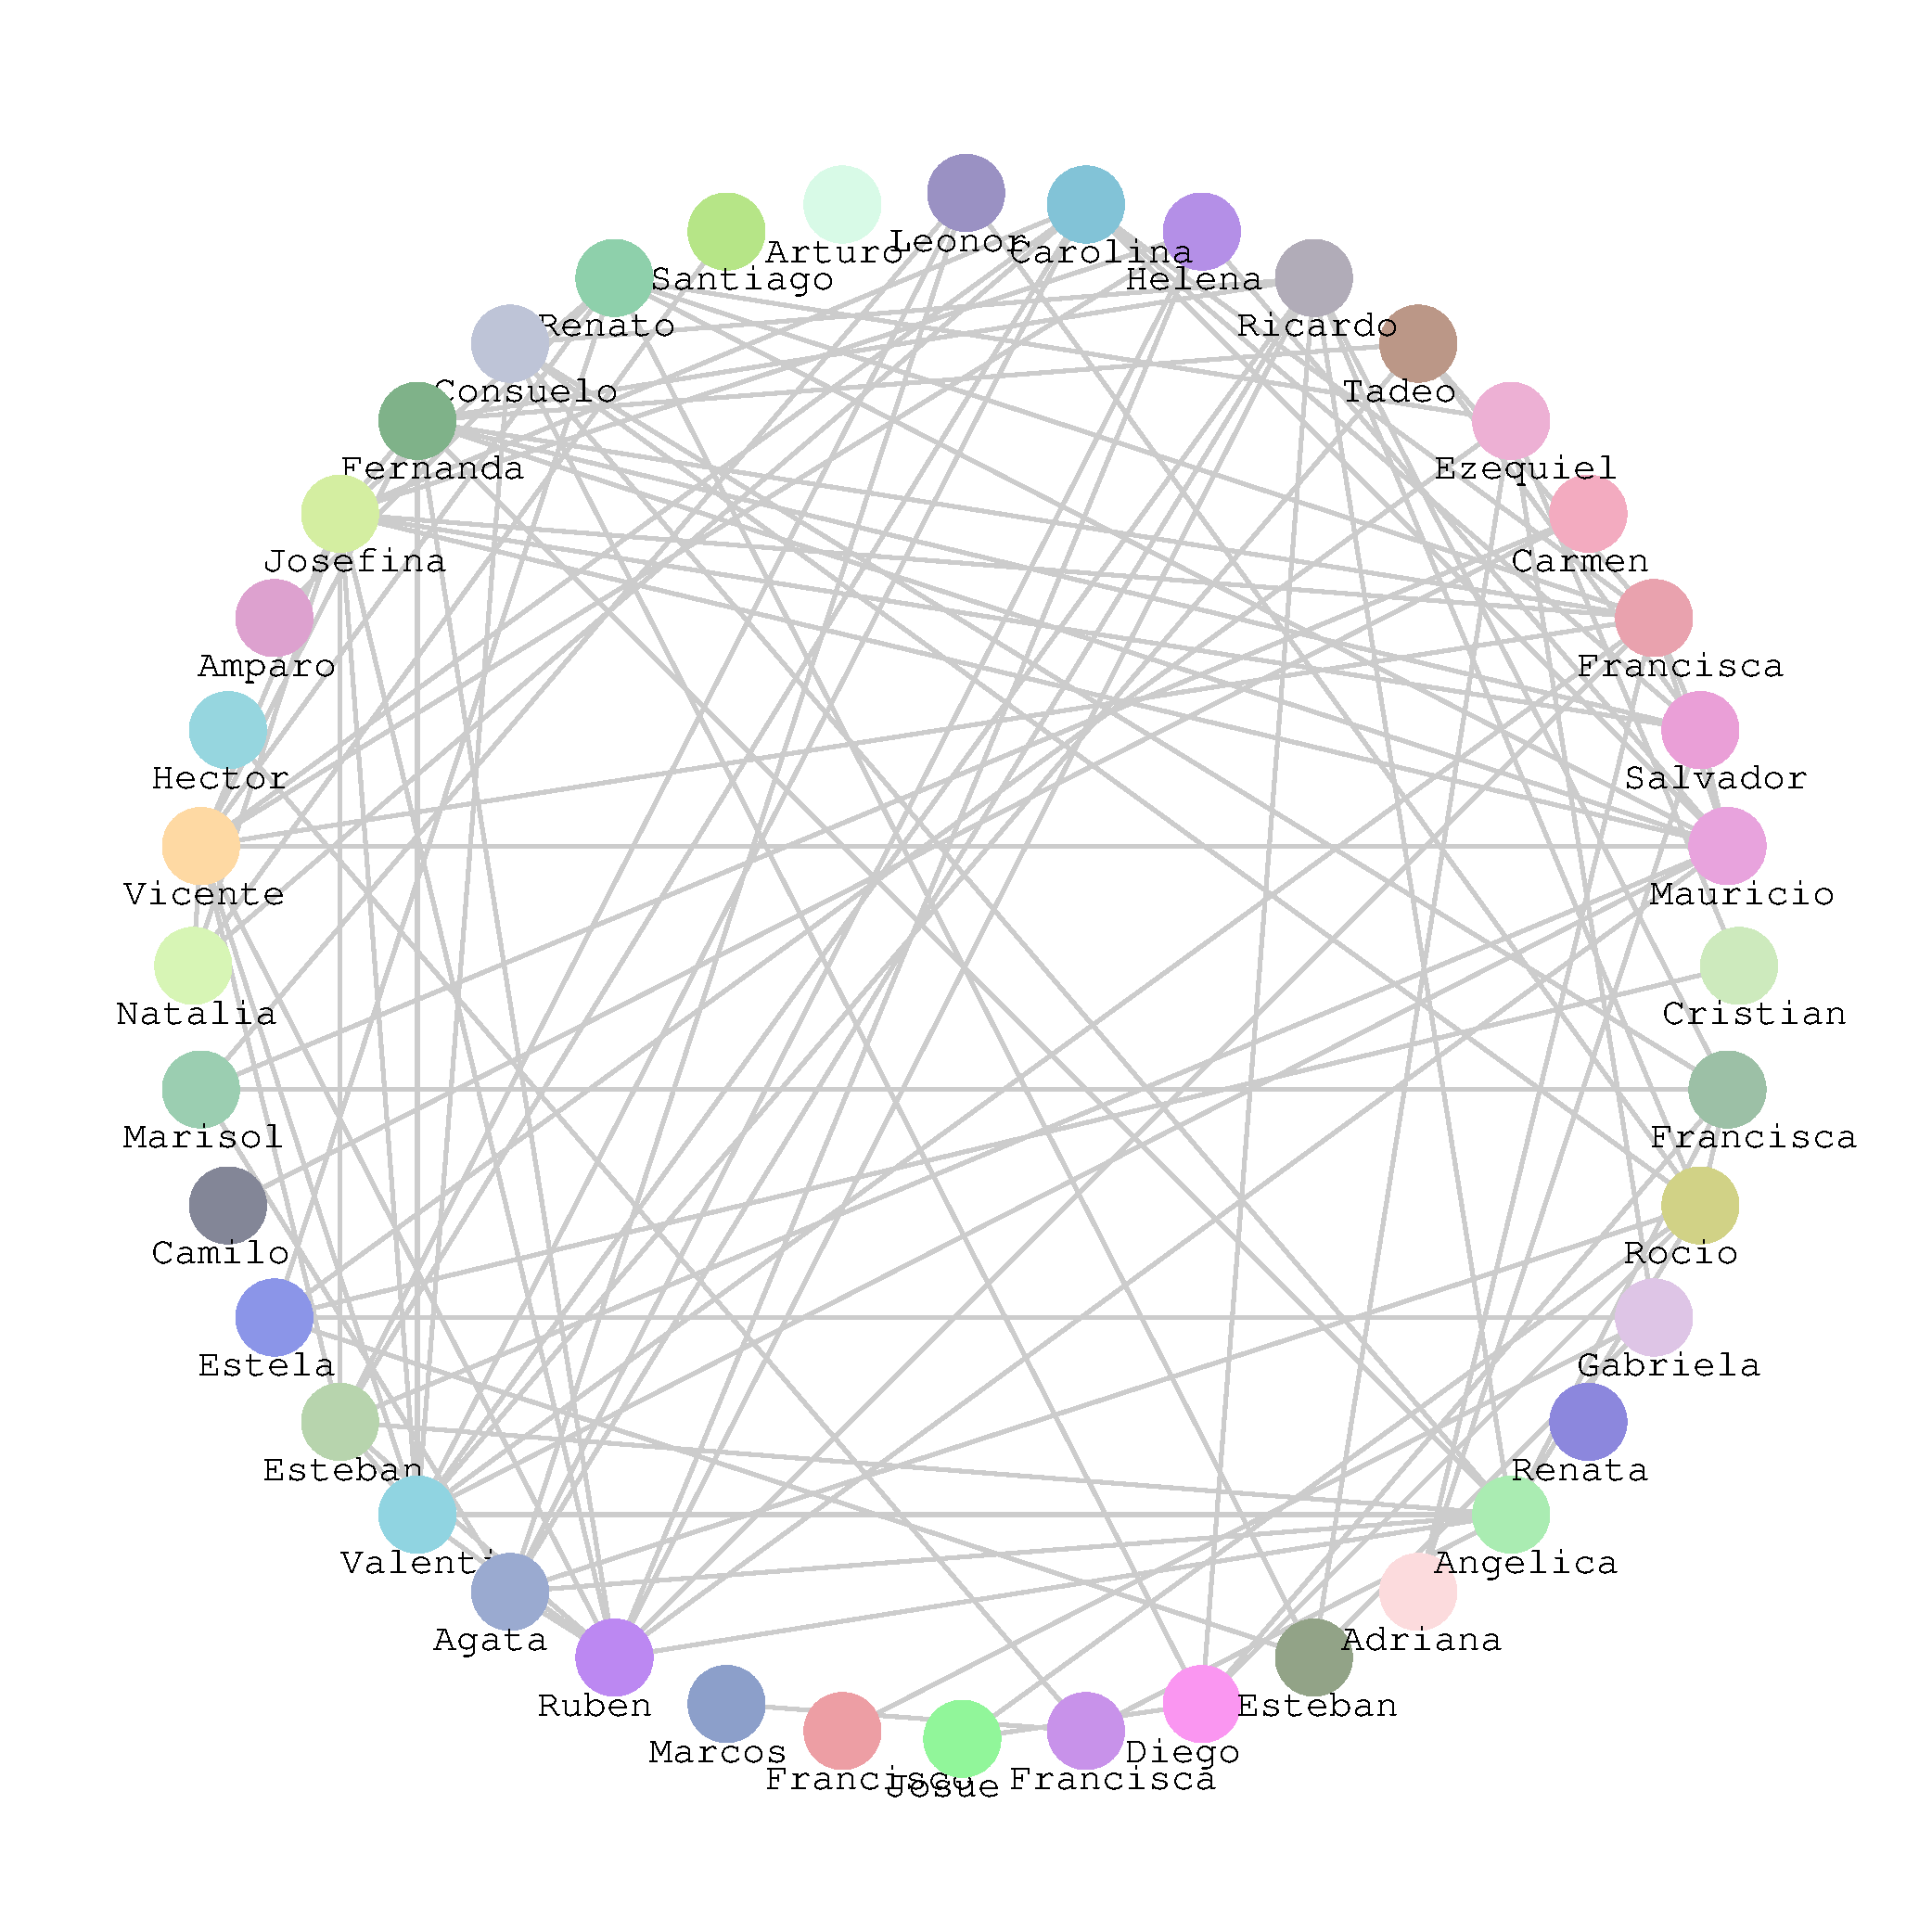 Leonor
Arturo
Carolina
Santiago
Helena
Renato
Ricardo
Consuelo
Tadeo
Fernanda
Ezequiel
Josefina
Carmen
Amparo
Francisca
Hector
Salvador
Vicente
Mauricio
Natalia
Cristian
Marisol
Francisca
Camilo
Rocio
Estela
Gabriela
Esteban
Renata
Angelica
Agata
Adriana
Ruben
Esteban
Marcos
Diego
Francisca
Josue